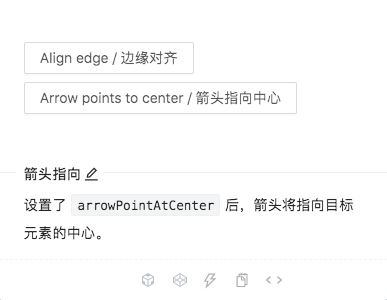 Align edge / 边缘对齐
Arrow points to center / 箭头指向中心
箭头指向
设置了 arrowPointAtCenter 后，箭头将指向目标
元素的中心。